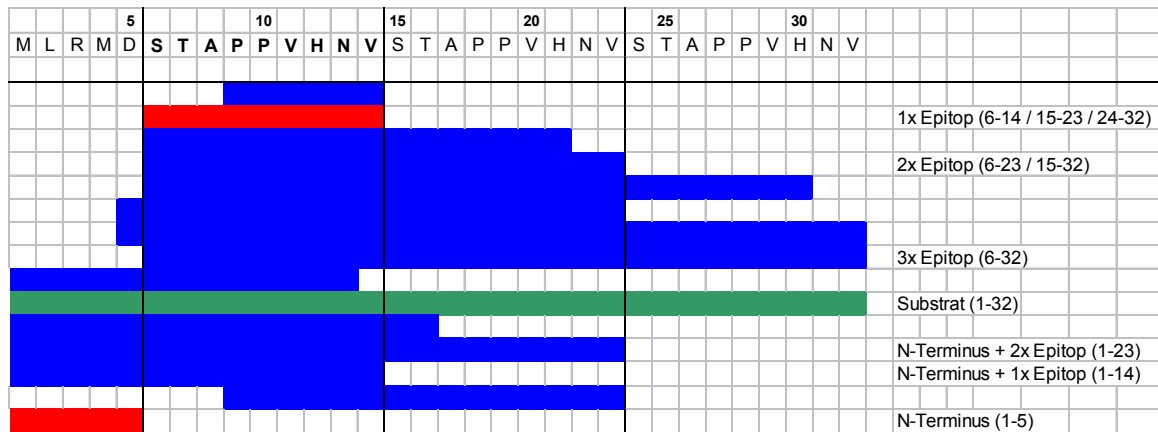 5 10 15 20 25 30
M L R M D S T A P P V H N V S T A P P V H N V S T A P P V H N V
1x Epitop (6-14 / 15-23 / 24-32)
2x Epitop (6-23 / 15-32)
3x Epitop (6-32)
Substrat (1-32)
N-Terminus + 2x Epitop (1-23)
N-Terminus + 1x Epitop (1-14)
N-Terminus (1-5)